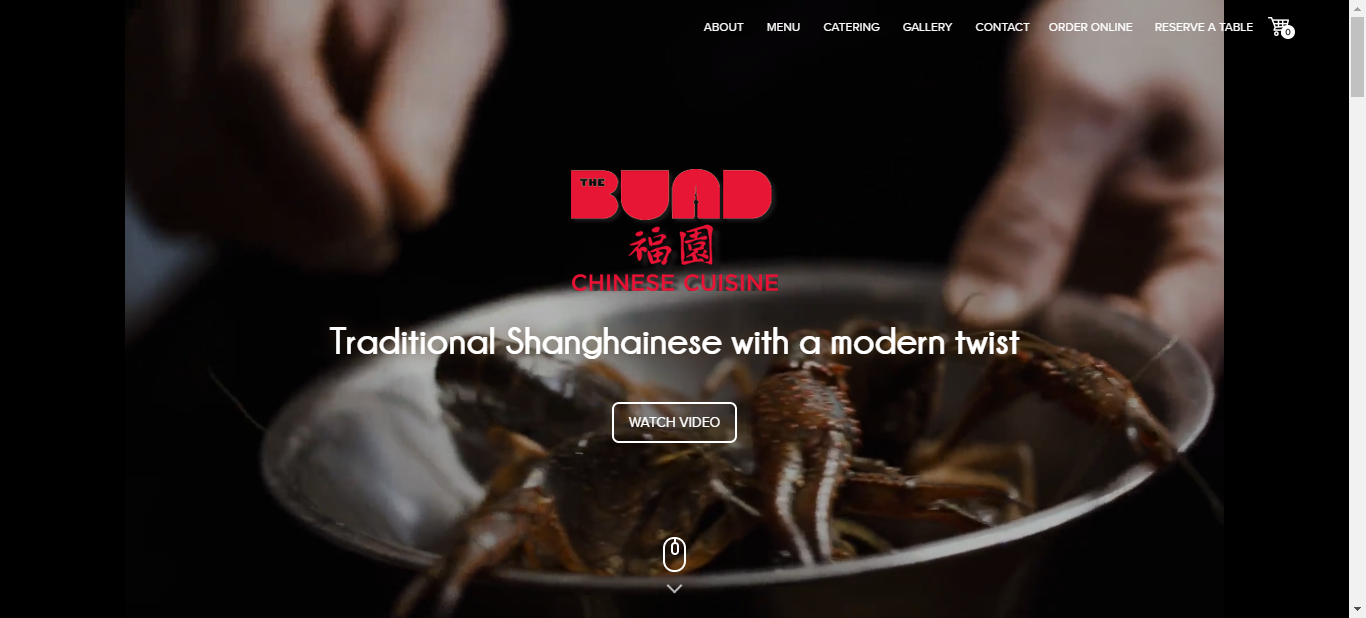 ABOUT MENU CATERING GALLERY CONTACT ORDER ONLINE RESERVE A TABLE 0
THE BUND
福園
CHINESE CUISINE
Traditional Shanghainese with a modern twist
WATCH VIDEO